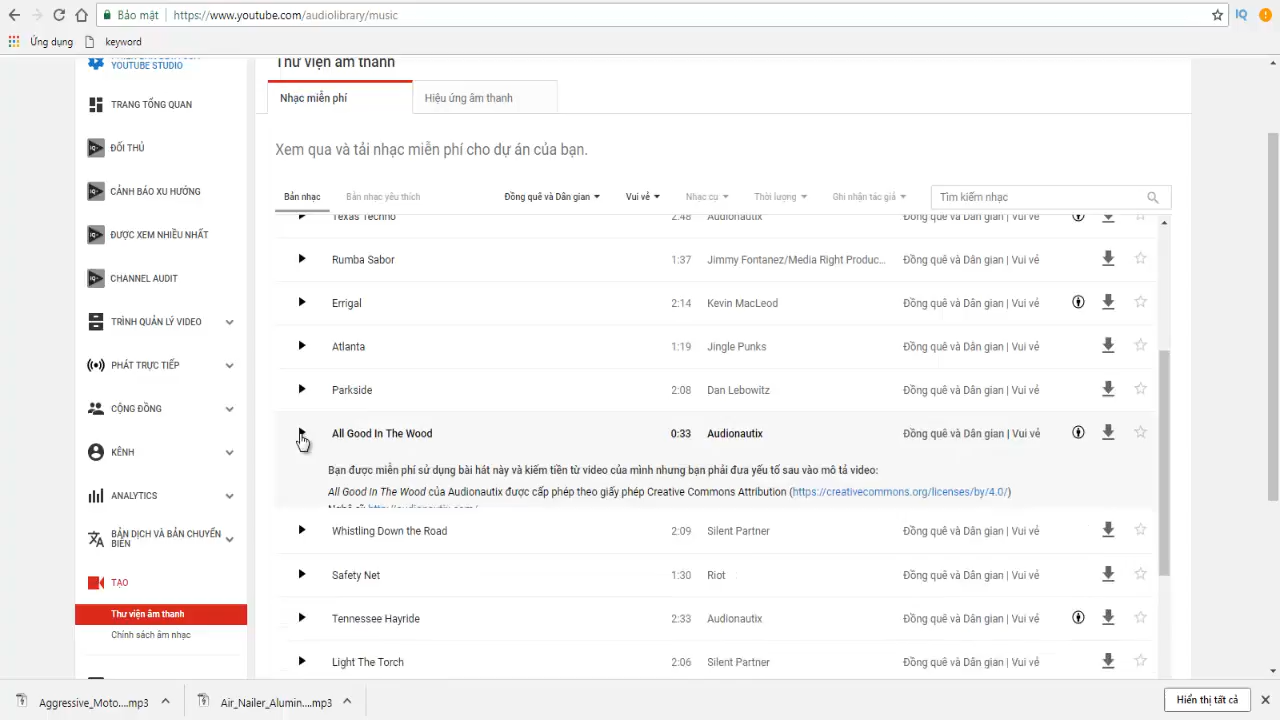 Bảo mật https://www.youtube.com/audiolibrary/music
Ứng dụng keyword
YOUTUBE STUDIO
TRANG TỔNG QUAN
ĐỐI THỦ
CẢNH BÁO XU HƯỚNG
ĐƯỢC XEM NHIỀU NHẤT
CHANNEL AUDIT
TRÌNH QUẢN LÝ VIDEO
PHÁT TRỰC TIẾP
CỘNG ĐỒNG
KÊNH
ANALYTICS
BẢN DỊCH VÀ BẢN CHUYỂN
BIÊN
TẠO
Thư viện âm thanh
Chính sách âm nhạc
Thư viện âm thanh
Nhạc miễn phí Hiệu ứng âm thanh
Xem qua và tải nhạc miễn phí cho dự án của bạn.
Bản nhạc Bản nhạc yêu thích Đồng quê và Dân gian Vui vẻ Nhạc cụ Thời lượng Ghi nhận tác giả Tìm kiếm nhạc
Texas Techno 2:48 Audionautix Đồng quê và Dân gian | Vui vẻ
Rumba Sabor 1:37 Jimmy Fontanez/Media Right Produc... Đồng quê và Dân gian | Vui vẻ
Errigal 2:14 Kevin MacLeod Đồng quê và Dân gian | Vui vẻ
Atlanta 1:19 Jingle Punks Đồng quê và Dân gian | Vui vẻ
Parkside 2:08 Dan Lebowitz Đồng quê và Dân gian | Vui vẻ
All Good In The Wood 0:33 Audionautix Đồng quê và Dân gian | Vui vẻ
Bạn được miễn phí sử dụng bài hát này và kiếm tiền từ video của mình nhưng bạn phải đưa yếu tố sau vào mô tả video:
All Good In The Wood của Audionautix được cấp phép theo giấy phép Creative Commons Attribution (https://creativecommons.org/licenses/by/4.0/)
Nghệ sĩ: http://audionautix.com/
Whistling Down the Road 2:09 Silent Partner Đồng quê và Dân gian | Vui vẻ
Safety Net 1:30 Riot Đồng quê và Dân gian | Vui vẻ
Tennessee Hayride 2:33 Audionautix Đồng quê và Dân gian | Vui vẻ
Light The Torch 2:06 Silent Partner Đồng quê và Dân gian | Vui vẻ
Aggressive_Moto....mp3 Air_Nailer_Alumin....mp3 Hiển thị tất cả